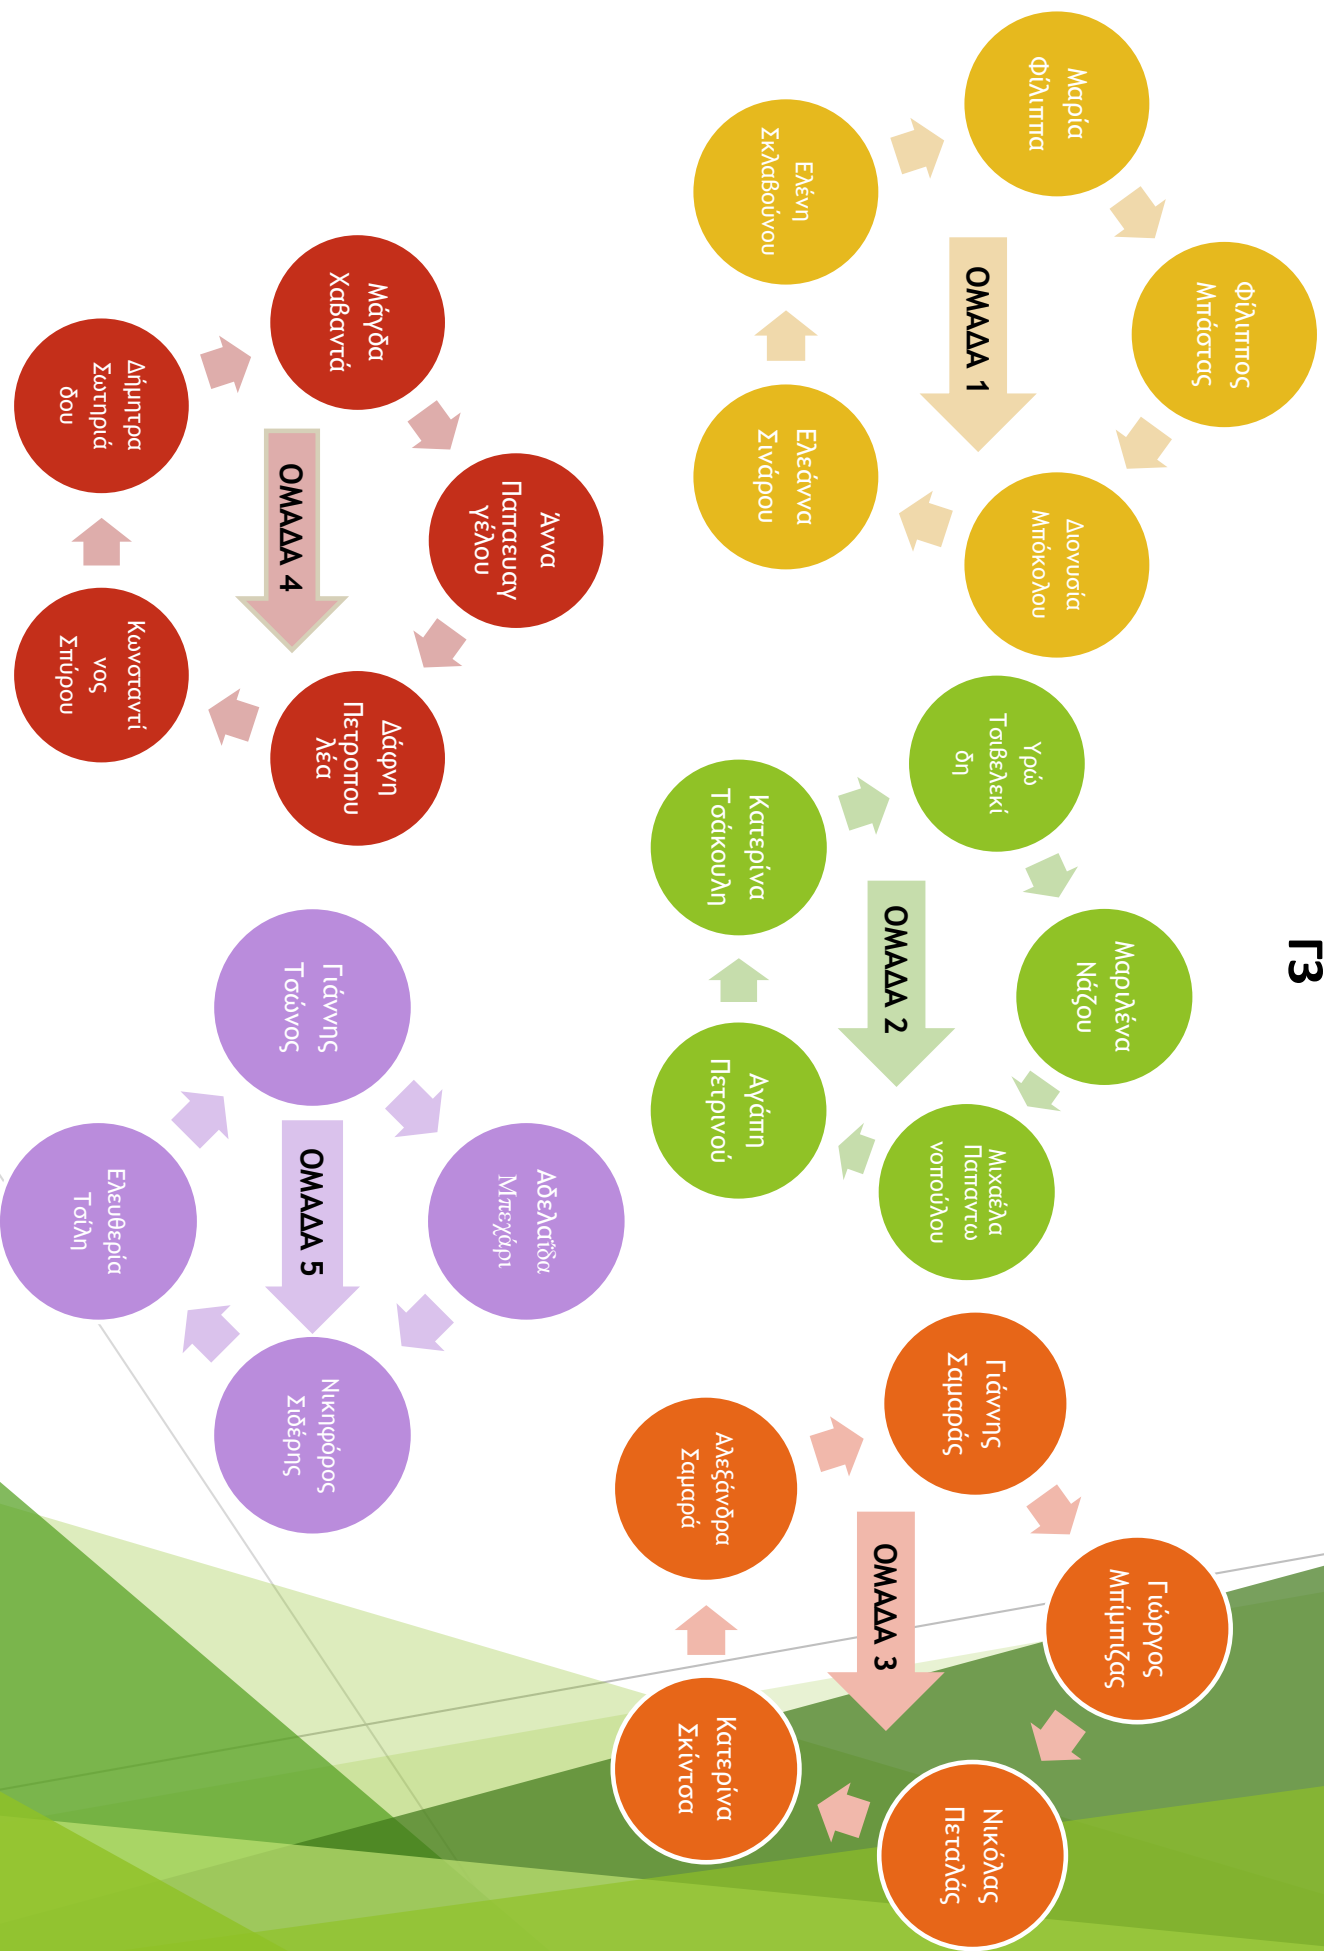 Γ3
Φίλιππος
Μπάστας
Μαρία
Φίλιππα
ΟΜΑΔΑ 1
Διονυσία
Μπόκολου
Ελένη
Σκλαβούνου
Ελεάννα
Σινάρου
Μαριλένα
Νάζου
Υρώ
Τσιβελεκί
δη
ΟΜΑΔΑ 2
Μιχαέλα
Παπαντω
νοπούλου
Κατερίνα
Τσάκουλη
Αγάπη
Πετρινού
Γιώργος
Μπίμπιζας
Γιάννης
Σαμαράς
ΟΜΑΔΑ 3
Νικόλας
Πεταλάς
Αλεξάνδρα
Σαμαρά
Κατερίνα
Σκίντσα
Άννα
Παπαευαγ
γέλου
Μάγδα
Χαβαντά
ΟΜΑΔΑ 4
Δάφνη
Πετροπου
λέα
Δήμητρα
Σωτηριά
δου
Κωνσταντί
νος
Σπύρου
Αδελαΐδα
Μπεχάρι
Γιάννης
Τσώνος
ΟΜΑΔΑ 5
Νικηφόρος
Σιδέρης
Ελευθερία
Τσίλη